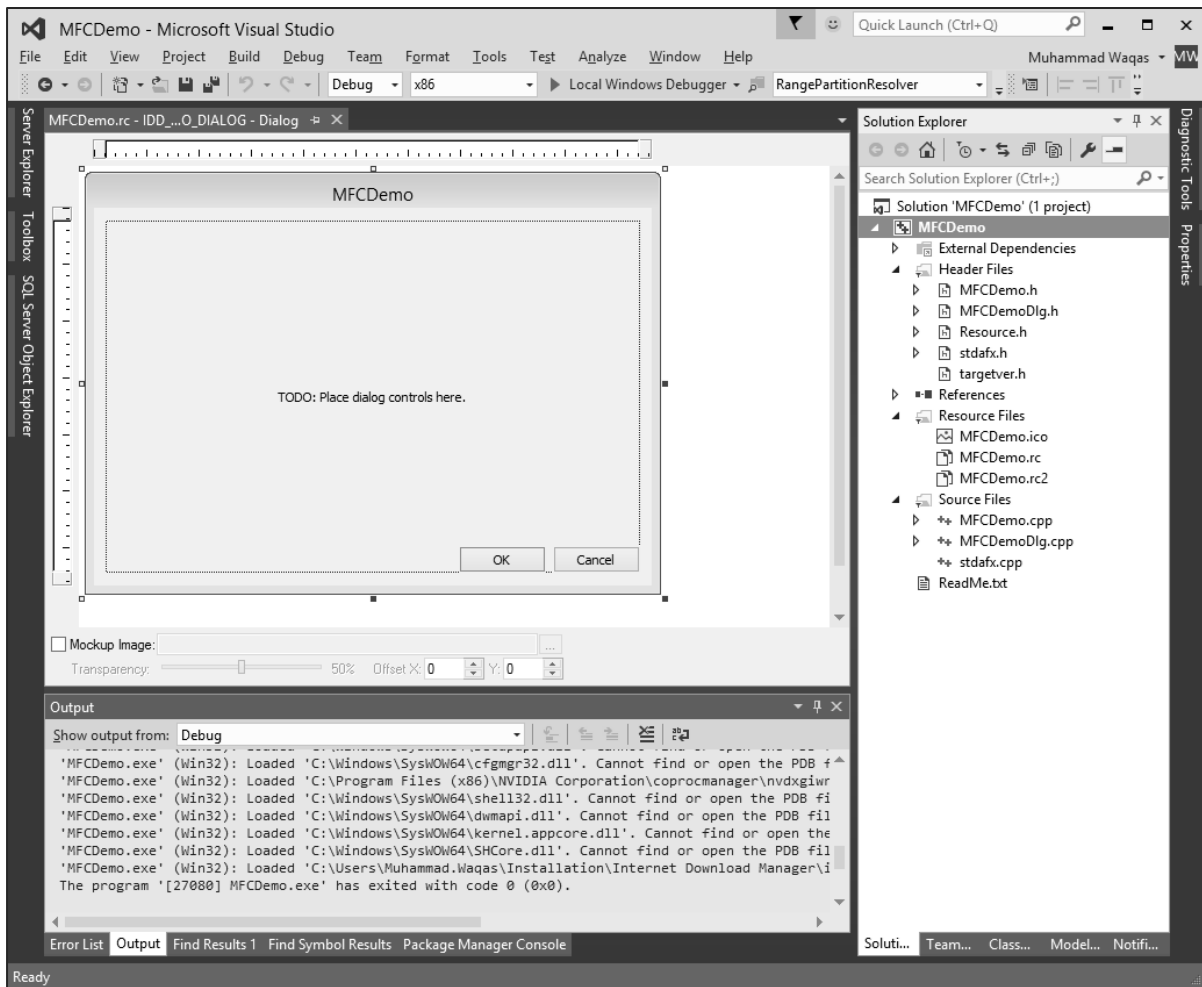 MFCDemo - Microsoft Visual Studio
Quick Launch (Ctrl+Q)
File Edit View Project Build Debug Team Format Tools Test Analyze Window Help
Muhammad Waqas MW
Debug x86 Local Windows Debugger RangePartitionResolver
Server Explorer
Toolbox
SQL Server Object Explorer
MFCDemo.rc - IDD_...O_DIALOG - Dialog
MFCDemo
TODO: Place dialog controls here.
OK Cancel
Mockup Image: ...
Transparency: 50% Offset X: 0 Y: 0
Output
Show output from: Debug
'MFCDemo.exe' (Win32): Loaded 'C:\Windows\SysWOW64\cfgmgr32.dll'. Cannot find or open the PDB f
'MFCDemo.exe' (Win32): Loaded 'C:\Program Files (x86)\NVIDIA Corporation\coprocmanager\nvdxgiwr
'MFCDemo.exe' (Win32): Loaded 'C:\Windows\SysWOW64\shell32.dll'. Cannot find or open the PDB fi
'MFCDemo.exe' (Win32): Loaded 'C:\Windows\SysWOW64\dwmapi.dll'. Cannot find or open the PDB fil
'MFCDemo.exe' (Win32): Loaded 'C:\Windows\SysWOW64\kernel.appcore.dll'. Cannot find or open the
'MFCDemo.exe' (Win32): Loaded 'C:\Windows\SysWOW64\SHCore.dll'. Cannot find or open the PDB fil
'MFCDemo.exe' (Win32): Loaded 'C:\Users\Muhammad.Waqas\Installation\Internet Download Manager\i
The program '[27080] MFCDemo.exe' has exited with code 0 (0x0).
Error List Output Find Results 1 Find Symbol Results Package Manager Console
Solution Explorer
Search Solution Explorer (Ctrl+;)
Solution 'MFCDemo' (1 project)
MFCDemo
External Dependencies
Header Files
MFCDemo.h
MFCDemoDlg.h
Resource.h
stdafx.h
targetver.h
References
Resource Files
MFCDemo.ico
MFCDemo.rc
MFCDemo.rc2
Source Files
MFCDemo.cpp
MFCDemoDlg.cpp
stdafx.cpp
ReadMe.txt
Soluti... Team... Class... Model... Notifi...
Diagnostic Tools
Properties
Ready